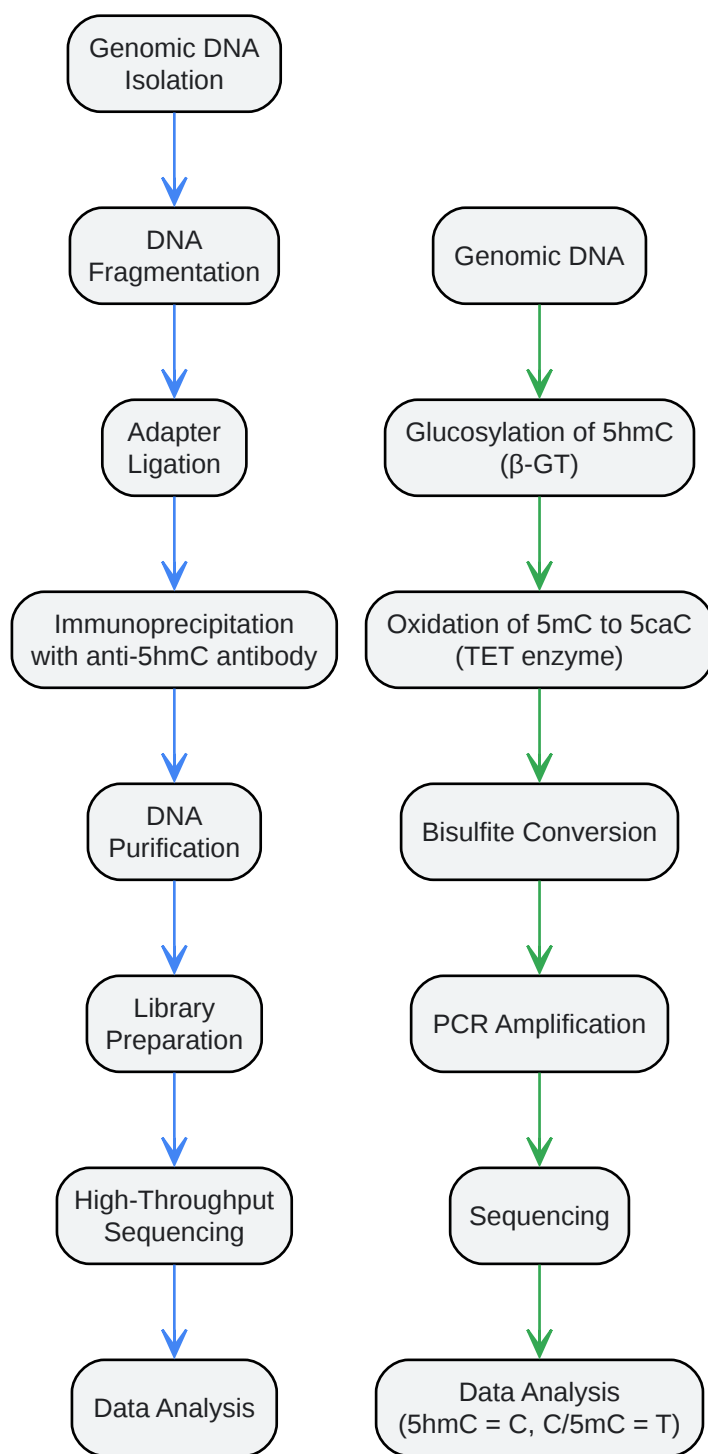 Genomic DNA
Isolation
DNA
Fragmentation
Adapter
Ligation
Immunoprecipitation
with anti-5hmC antibody
DNA
Purification
Library
Preparation
High-Throughput
Sequencing
Data Analysis
Genomic DNA
Glucosylation of 5hmC
(β-GT)
Oxidation of 5mC to 5caC
(TET enzyme)
Bisulfite Conversion
PCR Amplification
Sequencing
Data Analysis
(5hmC = C, C/5mC = T)